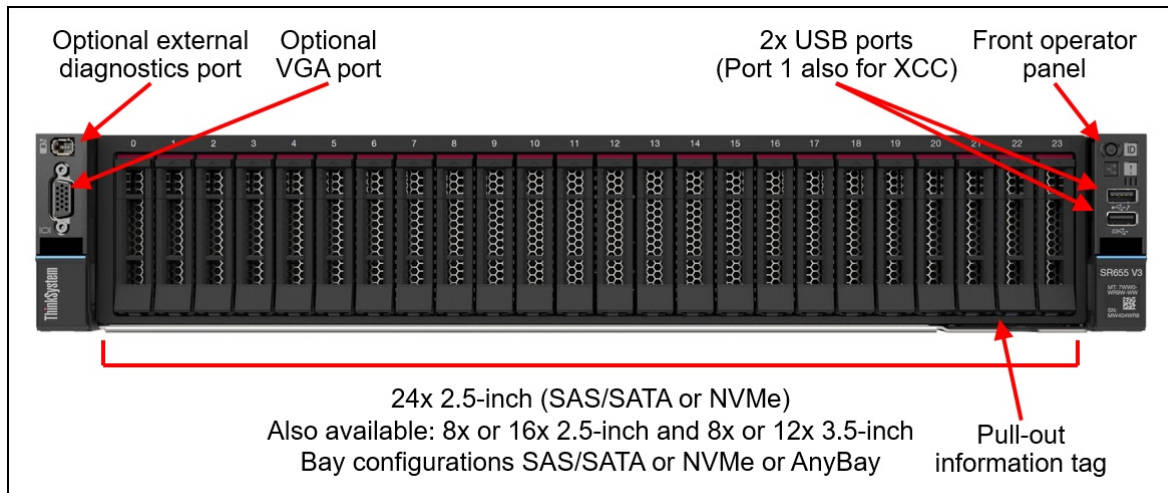 Optional external
diagnostics port
Optional
VGA port
2x USB ports
(Port 1 also for XCC)
Front operator
panel
0 1 2 3 4 5 6 7 8 9 10 11 12 13 14 15 16 17 18 19 20 21 22 23
ID
ThinkSystem
SR655 V3
24x 2.5-inch (SAS/SATA or NVMe)
Also available: 8x or 16x 2.5-inch and 8x or 12x 3.5-inch
Bay configurations SAS/SATA or NVMe or AnyBay
Pull-out
information tag